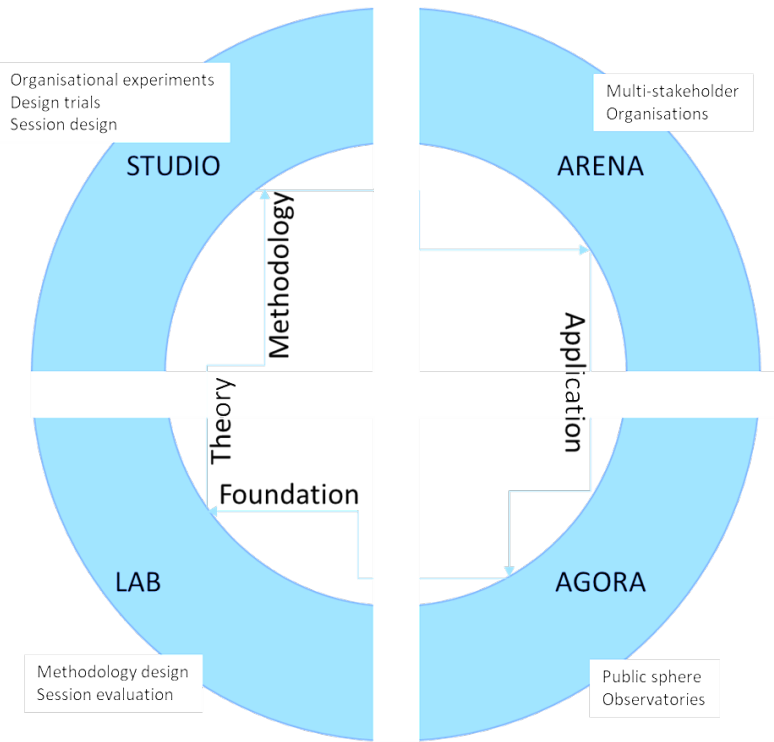 Organisational experiments
Design trials
Session design
Multi-stakeholder
Organisations
STUDIO
ARENA
Methodology
Application
Theory
Foundation
LAB
AGORA
Methodology design
Session evaluation
Public sphere
Observatories